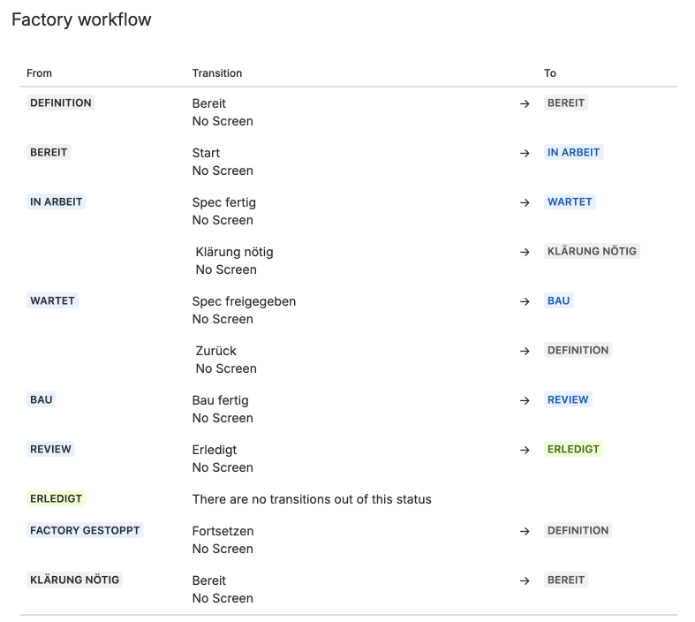 Factory workflow
From Transition To
DEFINITION Bereit → BEREIT
No Screen
BEREIT Start → IN ARBEIT
No Screen
IN ARBEIT Spec fertig → WARTET
No Screen
Klärung nötig → KLÄRUNG NÖTIG
No Screen
WARTET Spec freigegeben → BAU
No Screen
Zurück → DEFINITION
No Screen
BAU Bau fertig → REVIEW
No Screen
REVIEW Erledigt → ERLEDIGT
No Screen
ERLEDIGT There are no transitions out of this status
FACTORY GESTOPPT Fortsetzen → DEFINITION
No Screen
KLÄRUNG NÖTIG Bereit → BEREIT
No Screen